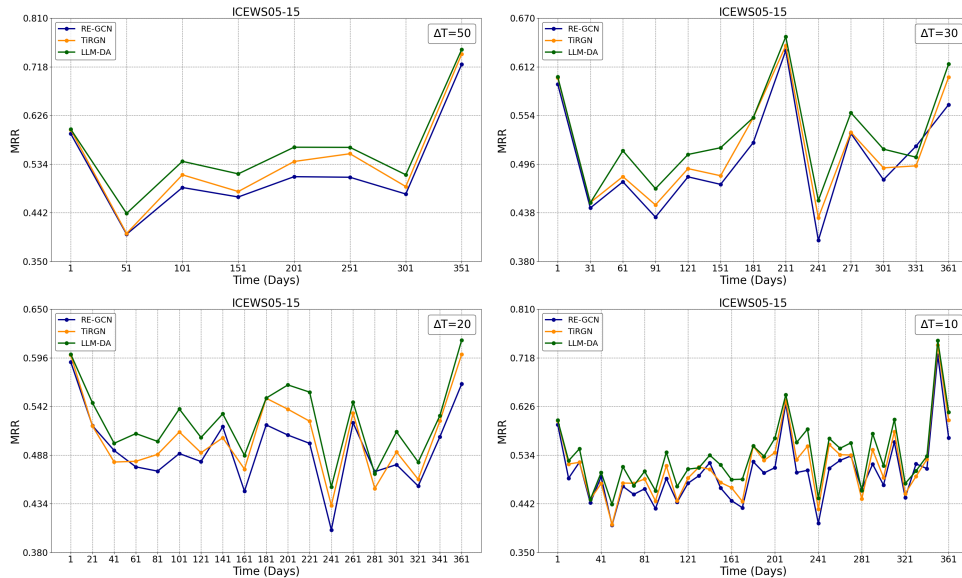 ICEWS05-15
MRR
0.810
0.718
0.626
0.534
0.442
0.350
RE-GCN
TiRGN
LLM-DA
ΔT=50
1 51 101 151 201 251 301 351
Time (Days)
ICEWS05-15
MRR
0.670
0.612
0.554
0.496
0.438
0.380
RE-GCN
TiRGN
LLM-DA
ΔT=30
1 31 61 91 121 151 181 211 241 271 301 331 361
Time (Days)
ICEWS05-15
MRR
0.650
0.596
0.542
0.488
0.434
0.380
RE-GCN
TiRGN
LLM-DA
ΔT=20
1 21 41 61 81 101 121 141 161 181 201 221 241 261 281 301 321 341 361
Time (Days)
ICEWS05-15
MRR
0.810
0.718
0.626
0.534
0.442
0.350
RE-GCN
TiRGN
LLM-DA
ΔT=10
1 41 81 121 161 201 241 281 321 361
Time (Days)